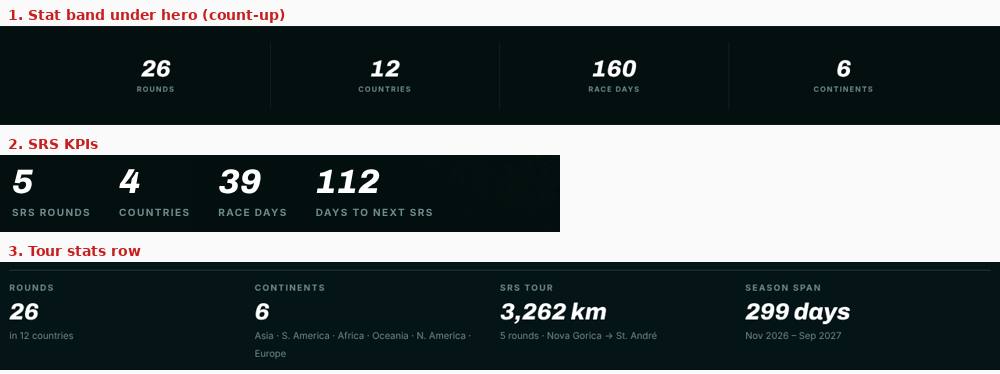 1. Stat band under hero (count-up)
26 12 160 6
ROUNDS COUNTRIES RACE DAYS CONTINENTS
2. SRS KPIs
5 4 39 112
SRS ROUNDS COUNTRIES RACE DAYS DAYS TO NEXT SRS
3. Tour stats row
ROUNDS CONTINENTS SRS TOUR SEASON SPAN
26 6 3,262 km 299 days
in 12 countries Asia · S. America · Africa · Oceania · N. America · 5 rounds · Nova Gorica → St. André Nov 2026 – Sep 2027
Europe